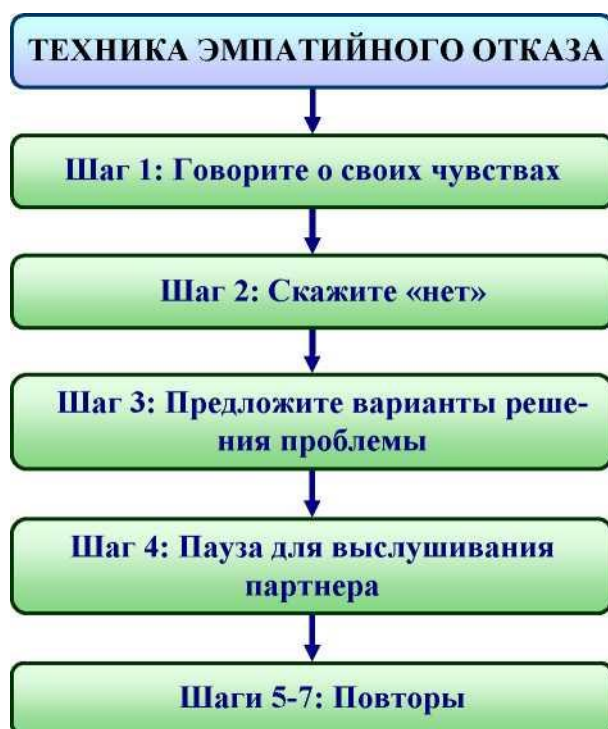 ТЕХНИКА ЭМПАТИЙНОГО ОТКАЗА
Шаг 1: Говорите о своих чувствах
Шаг 2: Скажите «нет»
Шаг 3: Предложите варианты реше-
ния проблемы
Шаг 4: Пауза для выслушивания
партнера
Шаги 5-7: Повторы